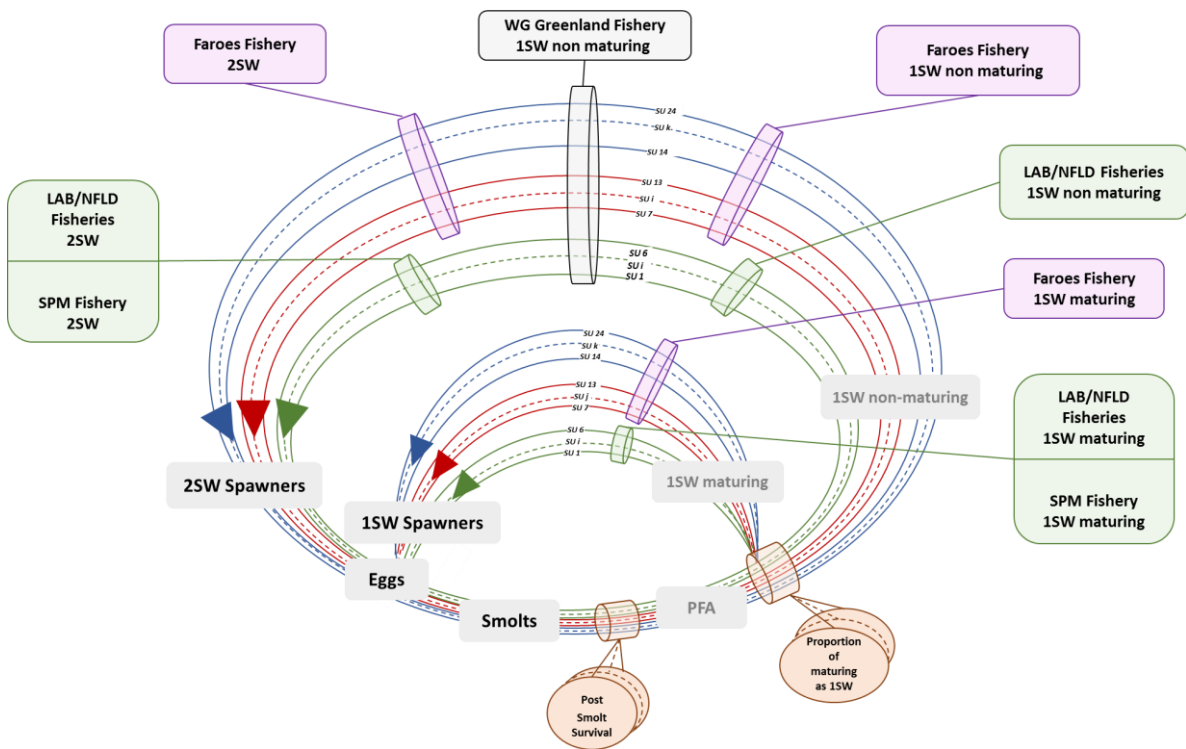 WG Greenland Fishery
1SW non maturing
Faroes Fishery
2SW
Faroes Fishery
1SW non maturing
LAB/NFLD
Fisheries
2SW
SPM Fishery
2SW
LAB/NFLD Fisheries
1SW non maturing
Faroes Fishery
1SW maturing
LAB/NFLD
Fisheries
1SW maturing
SPM Fishery
1SW maturing
SU 24
SU k
SU 14
SU 13
SU i
SU 7
SU 6
SU i
SU 1
SU 24
SU k
SU 14
SU 13
SU j
SU 7
SU 6
SU i
SU 1
1SW non-maturing
1SW maturing
2SW Spawners
1SW Spawners
Eggs
Smolts
PFA
Proportion
of
maturing
as 1SW
Post
Smolt
Survival